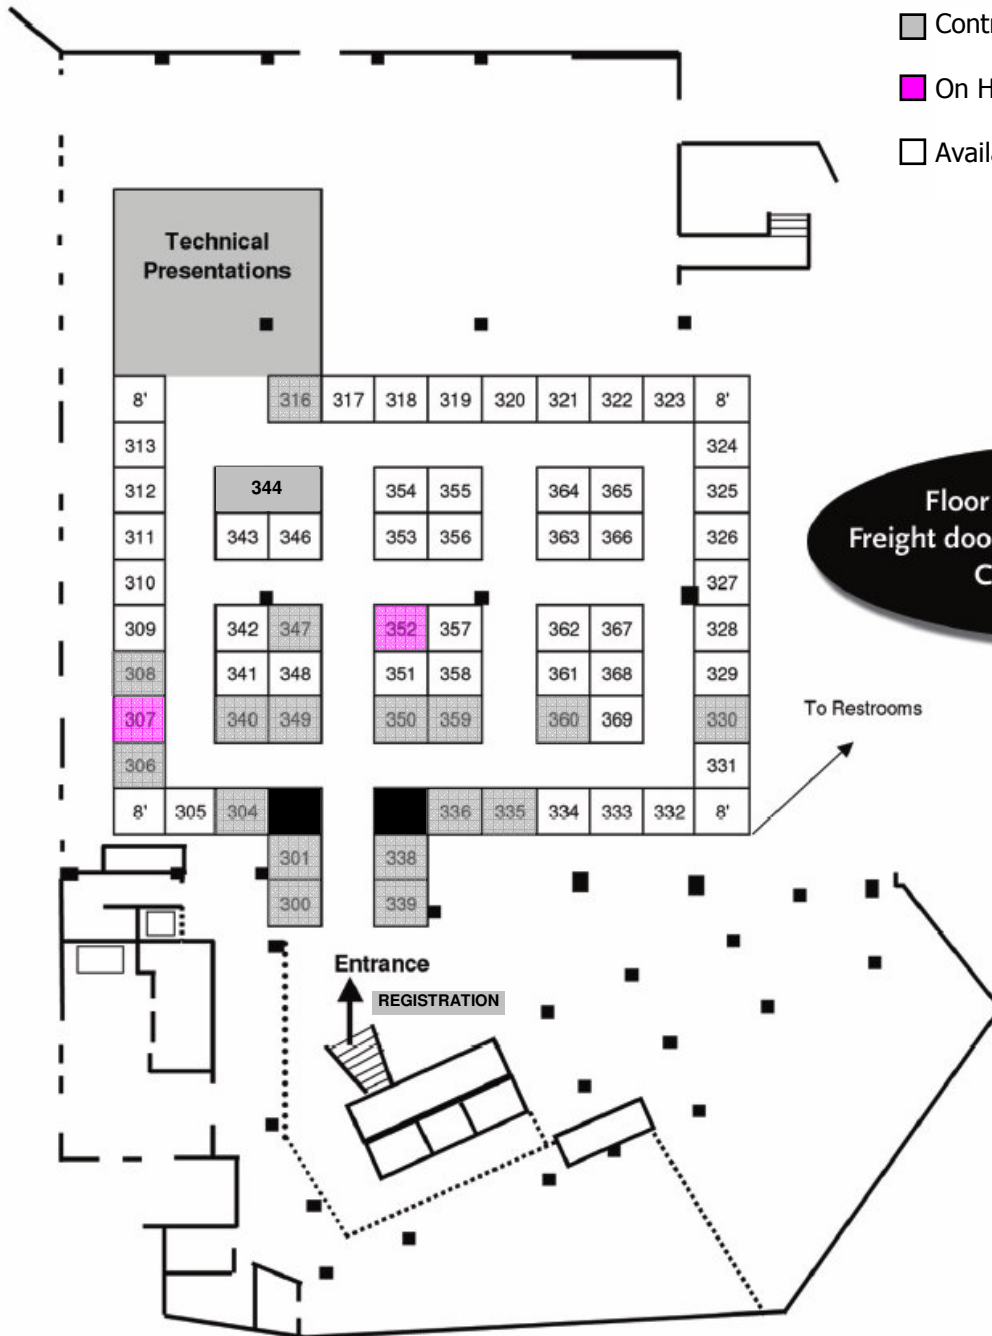 Contr
On H
Availa
Technical
Presentations
8' 316 317 318 319 320 321 322 323 8'
313 324
312 344 354 355 364 365 325
311 343 346 353 356 363 366 326
310 327
309 342 347 352 357 362 367 328
308 341 348 351 358 361 368 329
307 340 349 350 359 360 369 330
306 331
8' 305 304 336 335 334 333 332 8'
301 338
300 339
Floor
Freight doo
C
To Restrooms
Entrance
REGISTRATION